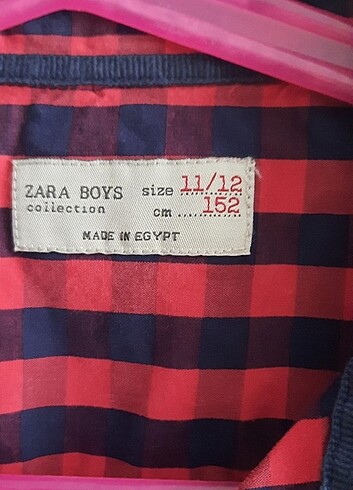 ZARA BOYS size 11/12
collection cm 152
MADE IN EGYPT